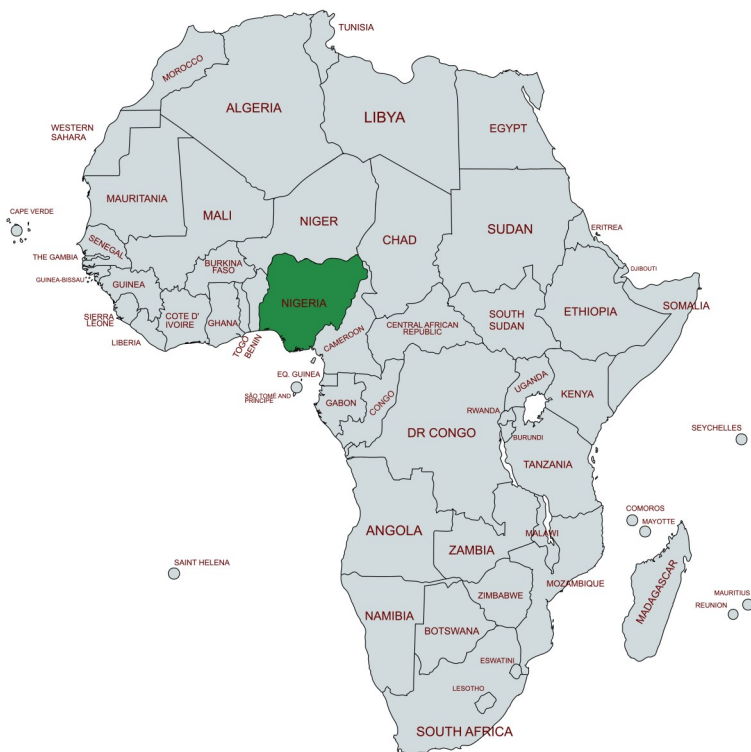 TUNISIA
MOROCCO
ALGERIA
LIBYA
EGYPT
WESTERN
SAHARA
MAURITANIA
MALI
NIGER
CHAD
SUDAN
ERITREA
CAPE VERDE
SENEGAL
THE GAMBIA
GUINEA-BISSAU
GUINEA
BURKINA
FASO
DJIBOUTI
NIGERIA
SIERRA
LEONE
LIBERIA
COTE D'
IVOIRE
GHANA
TOGO
BENIN
CAMEROON
CENTRAL AFRICAN
REPUBLIC
SOUTH
SUDAN
ETHIOPIA
SOMALIA
EQ. GUINEA
SÃO TOMÉ AND
PRINCIPE
GABON
CONGO
DR CONGO
UGANDA
KENYA
RWANDA
BURUNDI
TANZANIA
SEYCHELLES
COMOROS
MAYOTTE
ANGOLA
ZAMBIA
MALAWI
MOZAMBIQUE
SAINT HELENA
ZIMBABWE
MADAGASCAR
MAURITIUS
REUNION
NAMIBIA
BOTSWANA
ESWATINI
LESOTHO
SOUTH AFRICA